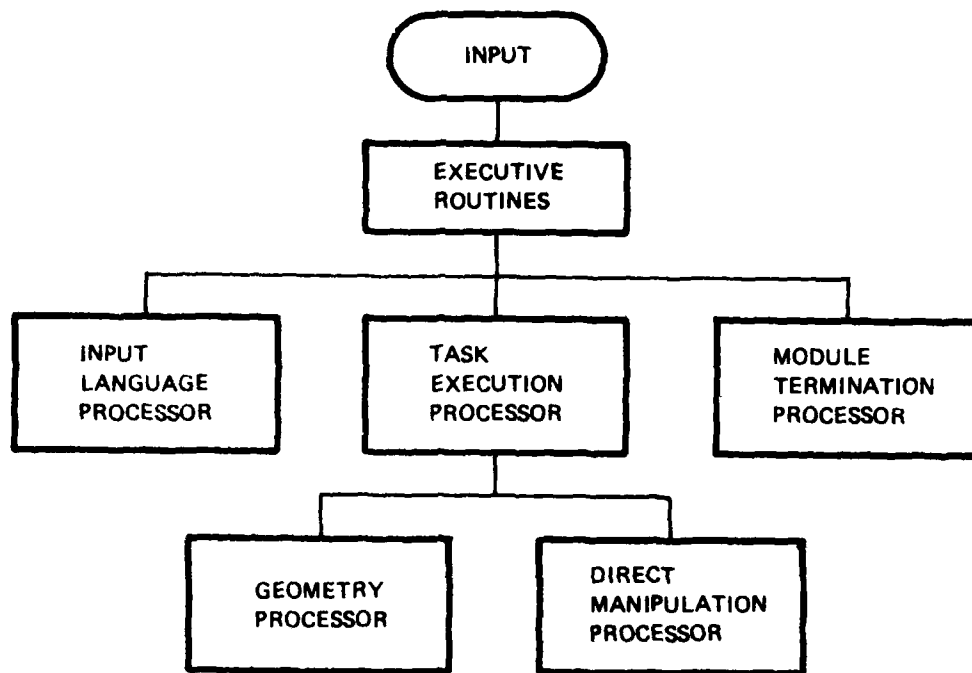 INPUT
EXECUTIVE
ROUTINES
INPUT
LANGUAGE
PROCESSOR
TASK
EXECUTION
PROCESSOR
MODULE
TERMINATION
PROCESSOR
GEOMETRY
PROCESSOR
DIRECT
MANIPULATION
PROCESSOR